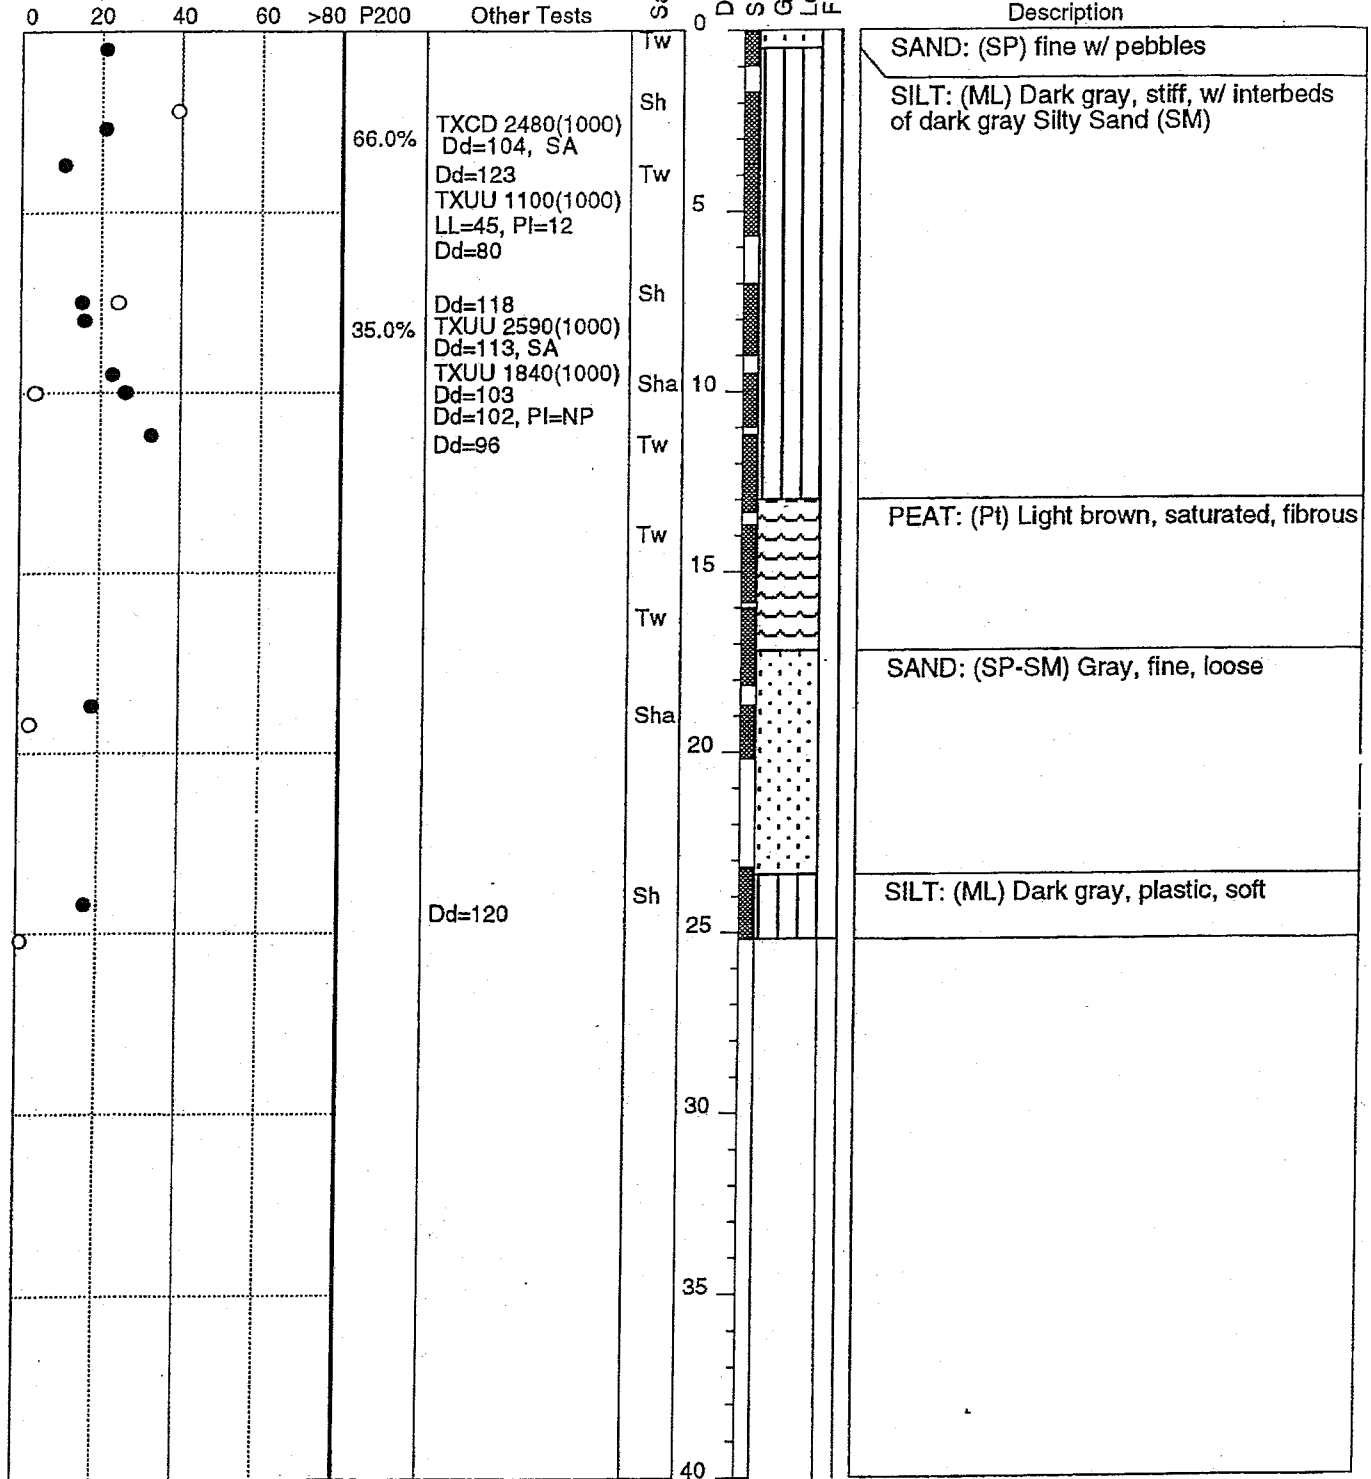 0 20 40 60 >80 P200 Other Tests
Description
0
Tw
SAND: (SP) fine w/ pebbles
Sh
SILT: (ML) Dark gray, stiff, w/ interbeds
of dark gray Silty Sand (SM)
66.0%
TXCD 2480(1000)
Dd=104, SA
Dd=123
Tw
TXUU 1100(1000)
5
LL=45, PI=12
Dd=80
Sh
Dd=118
35.0%
TXUU 2590(1000)
Dd=113, SA
TXUU 1840(1000)
Sha
10
Dd=103
Dd=102, PI=NP
Dd=96
Tw
PEAT: (Pt) Light brown, saturated, fibrous
Tw
15
Tw
SAND: (SP-SM) Gray, fine, loose
Sha
20
SILT: (ML) Dark gray, plastic, soft
Sh
Dd=120
25
30
35
40